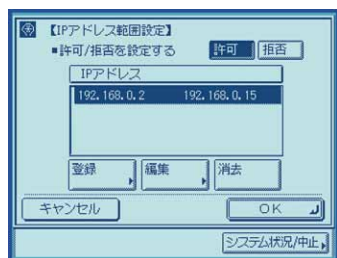 【IPアドレス範囲設定】
■許可/拒否を設定する 許可 拒否
IPアドレス
192.168.0.2 192.168.0.15
登録 編集 消去
キャンセル OK
システム状況/中止